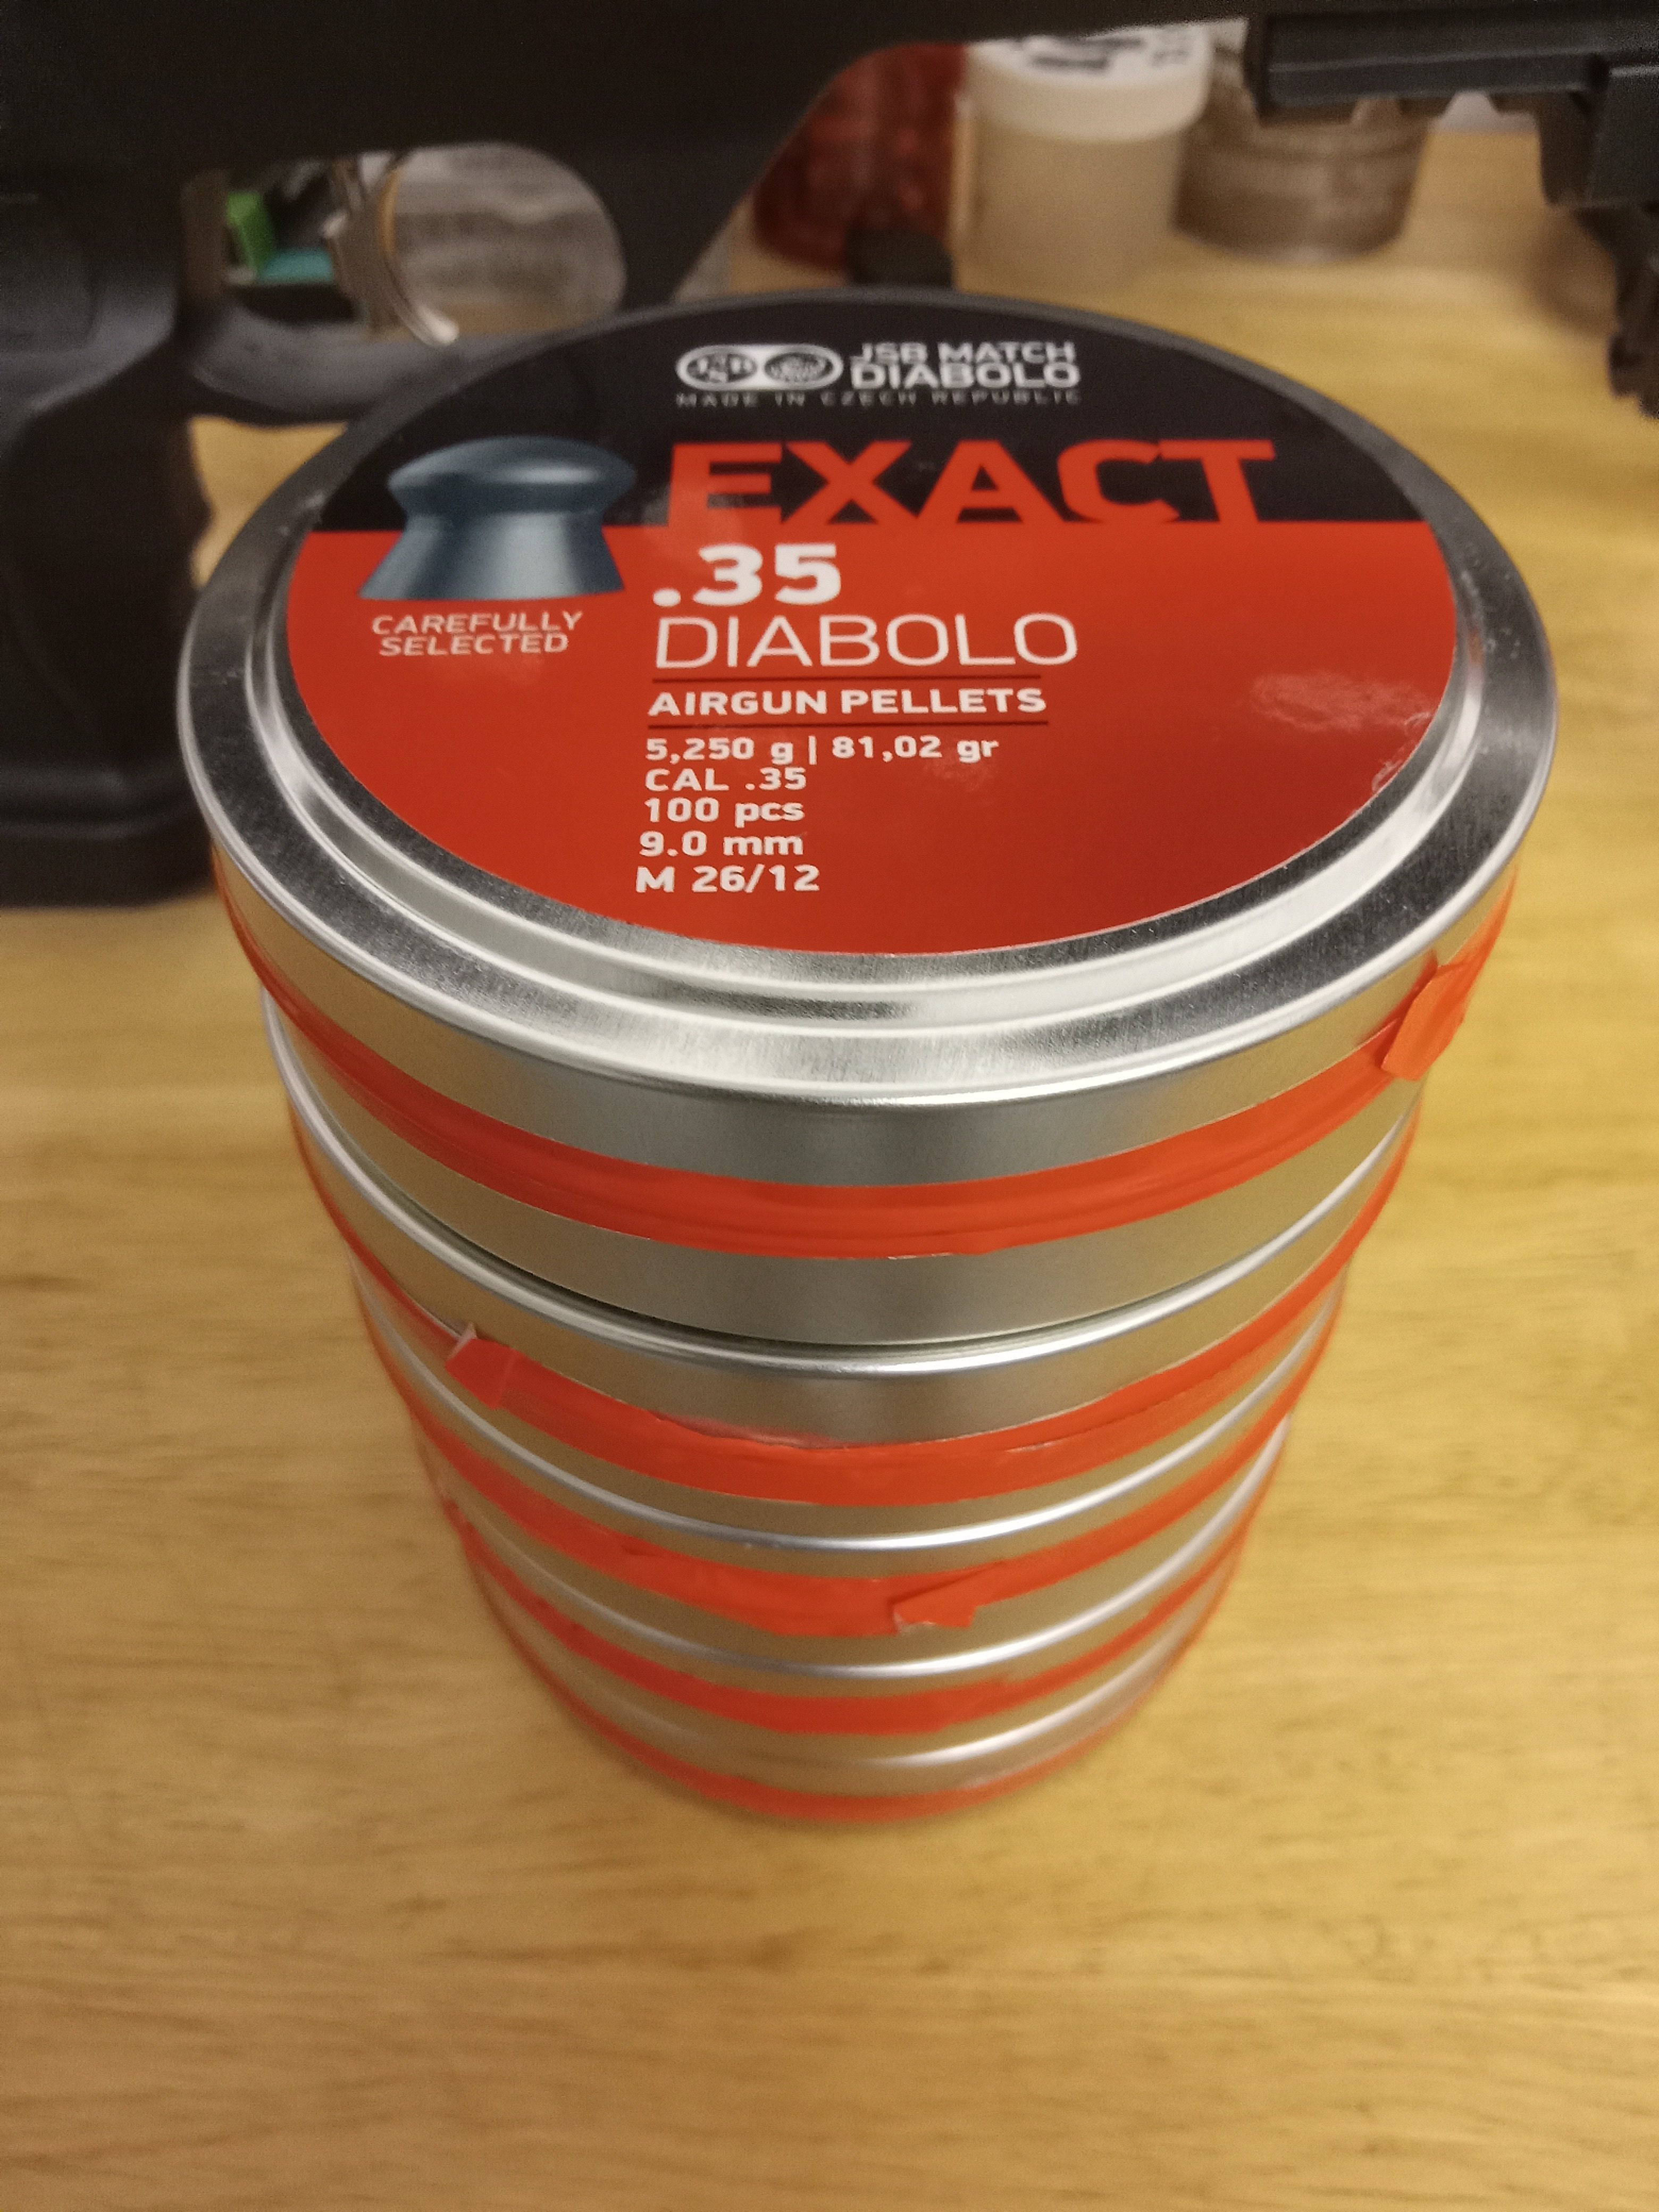 JSB
JSB MATCH
DIABOLO
MADE IN CZECH REPUBLIC
EXACT
.35
DIABOLO
CAREFULLY
SELECTED
AIRGUN PELLETS
5,250 g | 81,02 gr
CAL .35
100 pcs
9.0 mm
M 26/12